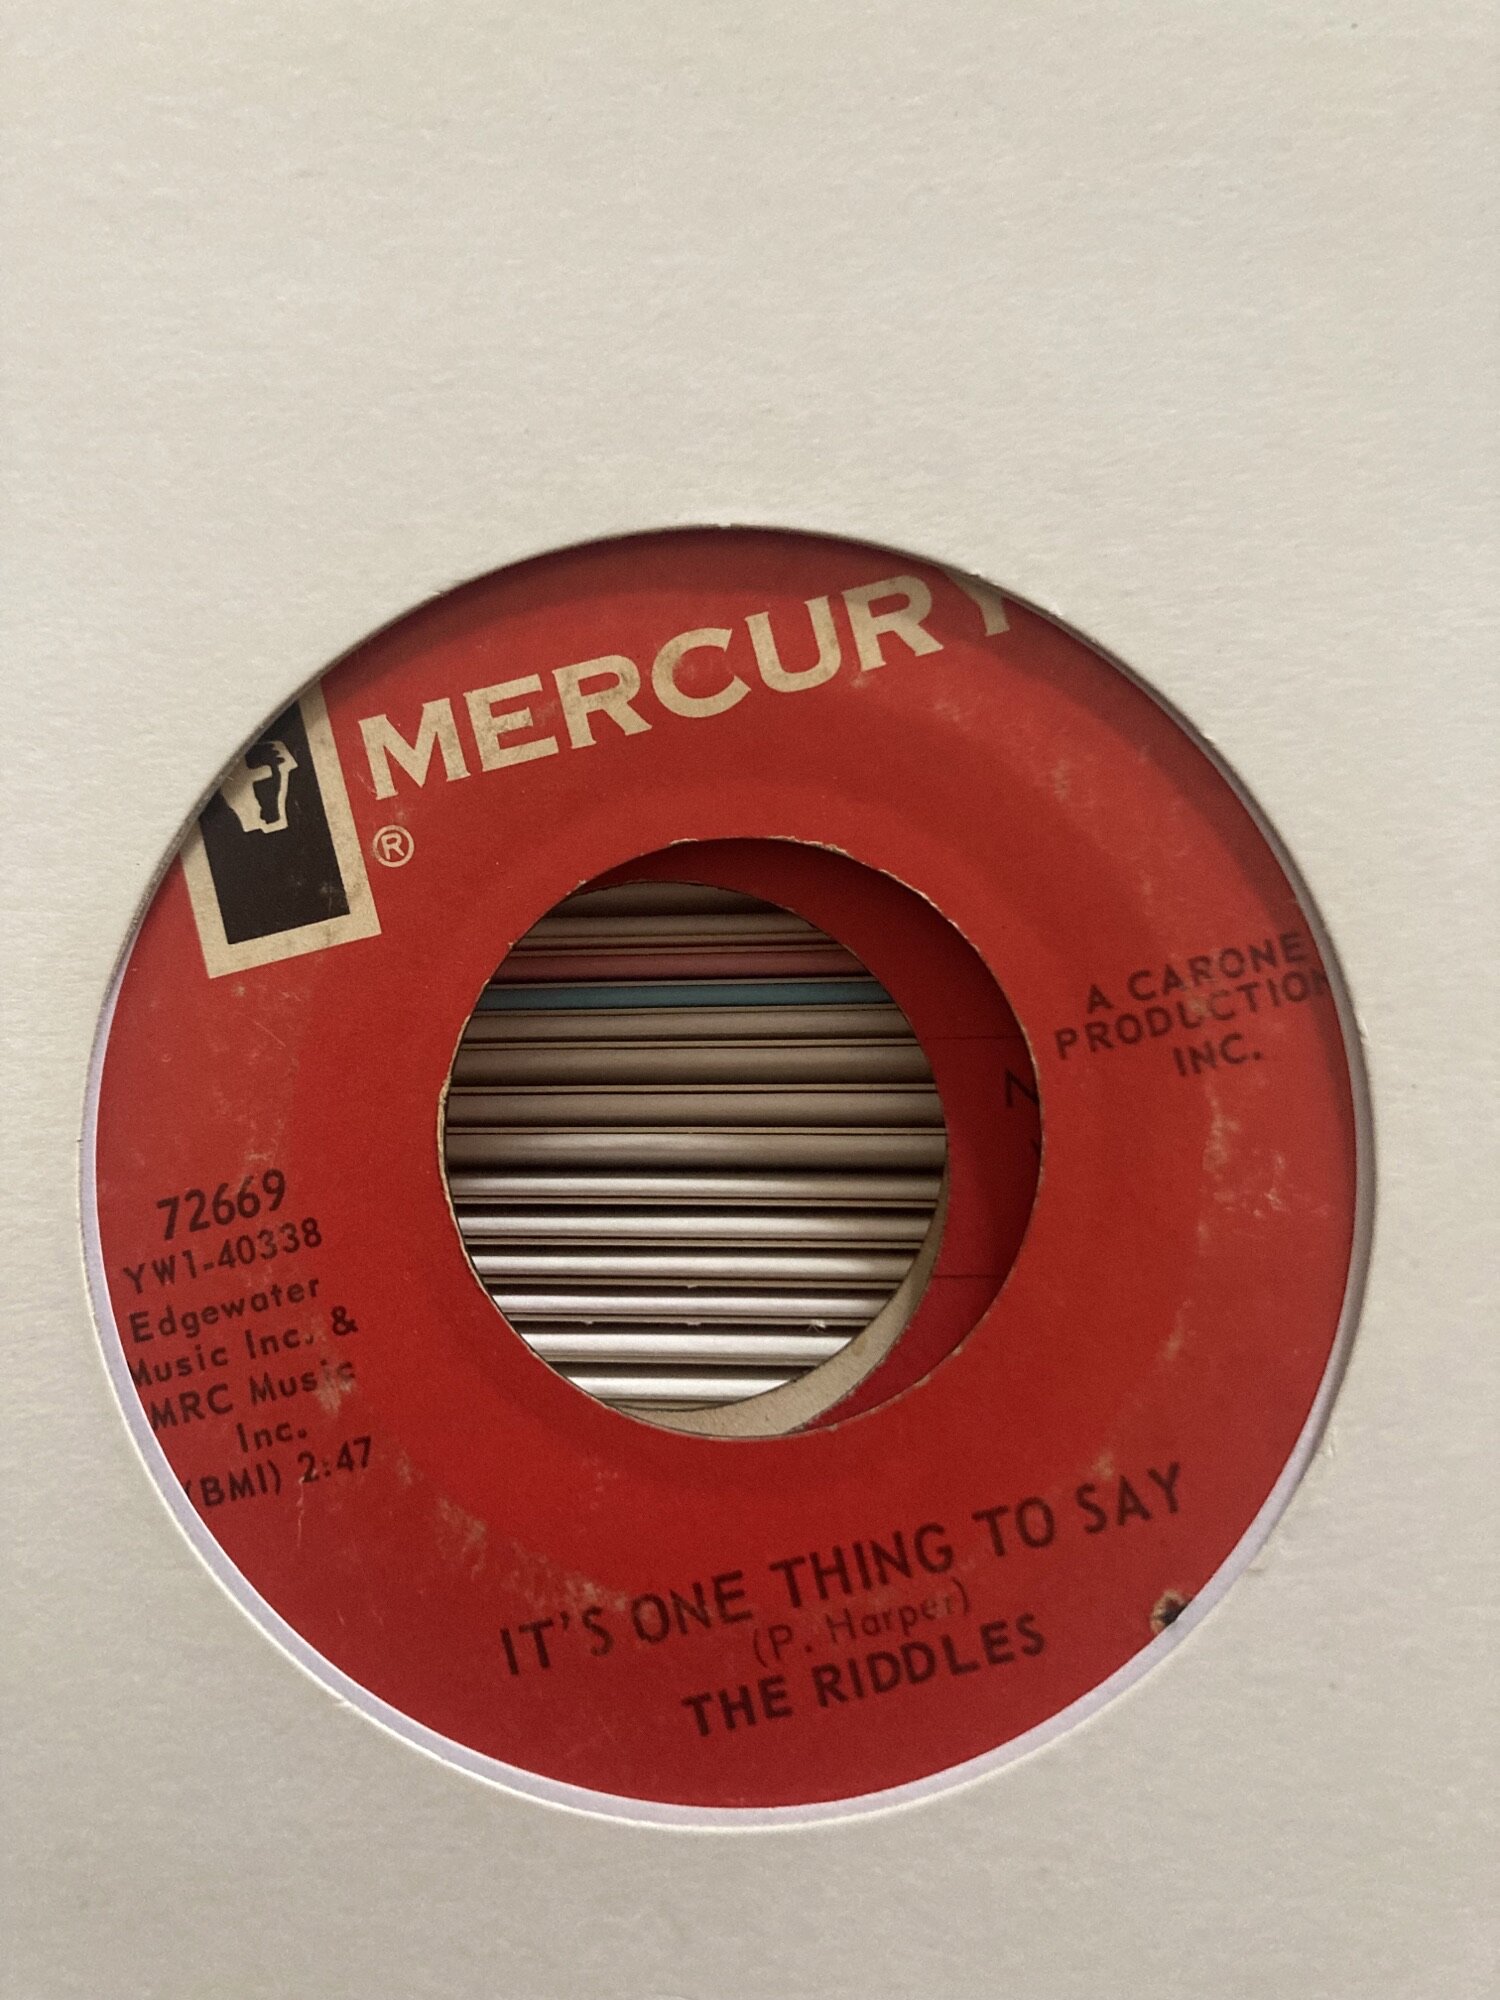 MERCURY
®
A CARONE
PRODUCTION
INC.
72669
YW1-40338
Edgewater
Music Inc. &
MRC Music
Inc.
(BMI) 2:47
IT'S ONE THING TO SAY
(P. Harper)
THE RIDDLES